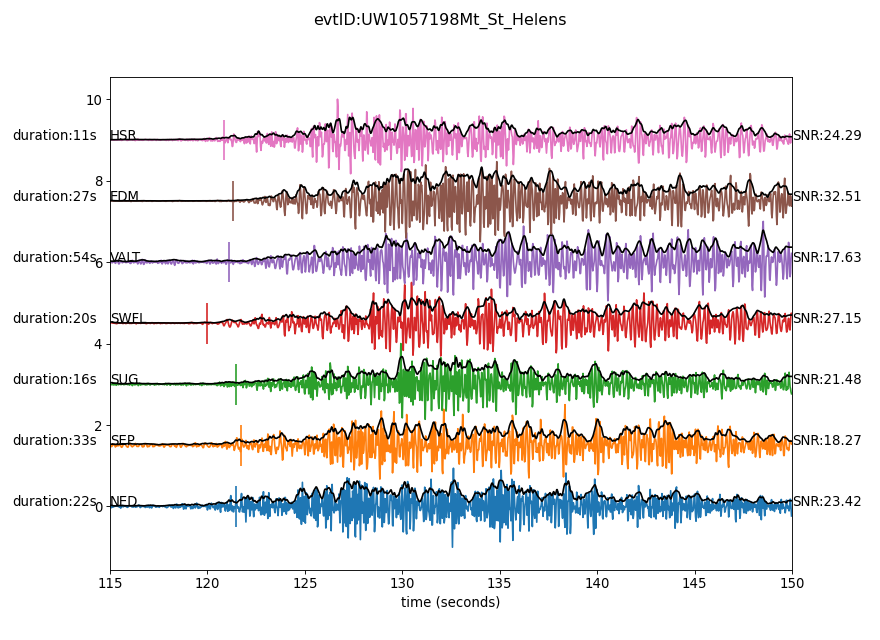 evtID:UW1057198Mt_St_Helens
10
duration:11s HSR SNR:24.29
8
duration:27s EDM SNR:32.51
duration:54s VALT SNR:17.63
6
duration:20s SWFL SNR:27.15
4
duration:16s SUG SNR:21.48
2
duration:33s SEP SNR:18.27
duration:22s NED SNR:23.42
0
115 120 125 130 135 140 145 150
time (seconds)